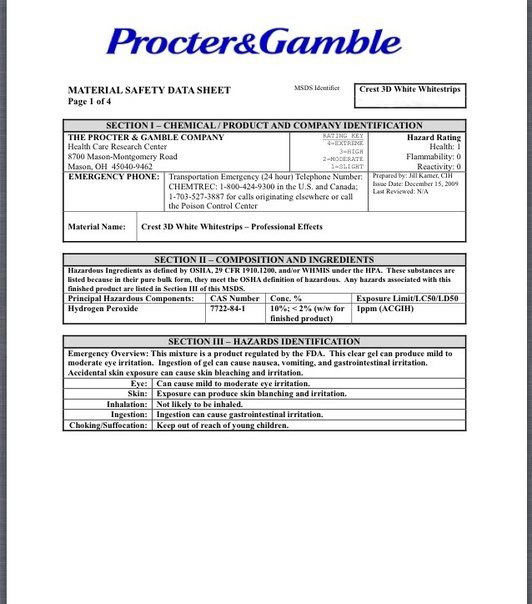 Procter&Gamble
MATERIAL SAFETY DATA SHEET
Page 1 of 4
MSDS Identifier
Crest 3D White Whitestrips
SECTION I – CHEMICAL / PRODUCT AND COMPANY IDENTIFICATION
THE PROCTER & GAMBLE COMPANY
Health Care Research Center
8700 Mason-Montgomery Road
Mason, OH 45040-9462
RATING KEY
4=EXTREME
3=HIGH
2=MODERATE
1=SLIGHT
Hazard Rating
Health: 1
Flammability: 0
Reactivity: 0
EMERGENCY PHONE:
Transportation Emergency (24 hour) Telephone Number:
CHEMTREC: 1-800-424-9300 in the U.S. and Canada;
1-703-527-3887 for calls originating elsewhere or call
the Poison Control Center
Prepared by: Jill Karner, CIH
Issue Date: December 15, 2009
Last Reviewed: N/A
Material Name:
Crest 3D White Whitestrips – Professional Effects
SECTION II – COMPOSITION AND INGREDIENTS
Hazardous Ingredients as defined by OSHA, 29 CFR 1910.1200, and/or WHMIS under the HPA. These substances are
listed because in their pure bulk form, they meet the OSHA definition of hazardous. Any hazards associated with this
finished product are listed in Section III of this MSDS.
Principal Hazardous Components: CAS Number Conc. % Exposure Limit/LC50/LD50
Hydrogen Peroxide 7722-84-1 10%; < 2% (w/w for 1ppm (ACGIH)
finished product)
SECTION III – HAZARDS IDENTIFICATION
Emergency Overview: This mixture is a product regulated by the FDA. This clear gel can produce mild to
moderate eye irritation. Ingestion of gel can cause nausea, vomiting, and gastrointestinal irritation.
Accidental skin exposure can cause skin bleaching and irritation.
Eye: Can cause mild to moderate eye irritation.
Skin: Exposure can produce skin blanching and irritation.
Inhalation: Not likely to be inhaled.
Ingestion: Ingestion can cause gastrointestinal irritation.
Choking/Suffocation: Keep out of reach of young children.